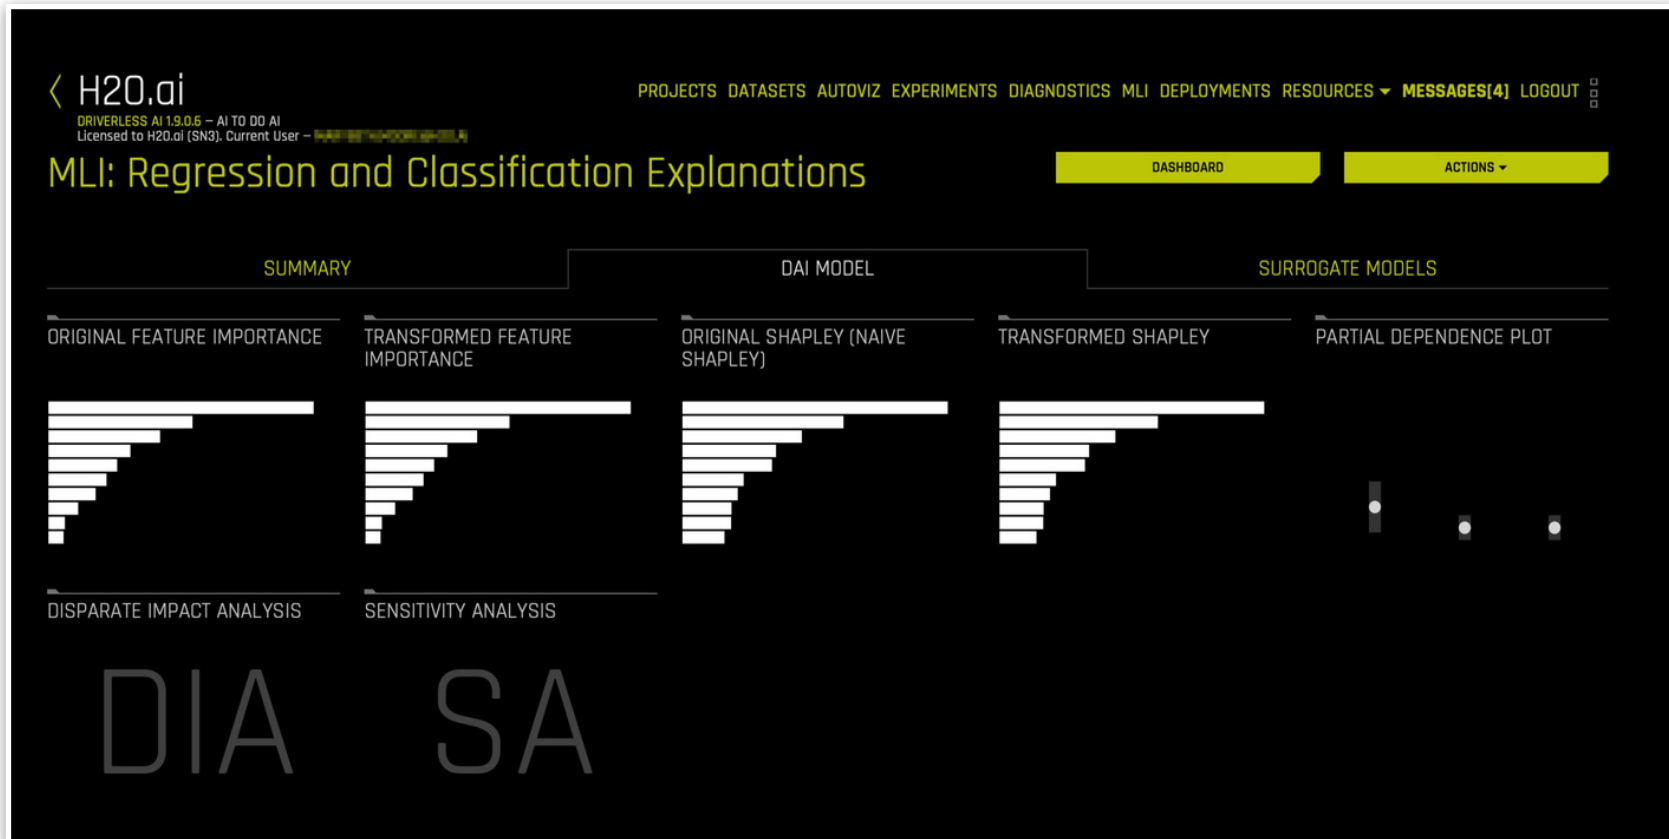 H2O.ai
PROJECTS DATASETS AUTOVIZ EXPERIMENTS DIAGNOSTICS MLI DEPLOYMENTS RESOURCES MESSAGES[4] LOGOUT
DRIVERLESS AI 1.9.0.6 – AI TO DO AI
Licensed to H2O.ai (SN3). Current User –
MLI: Regression and Classification Explanations
DASHBOARD
ACTIONS
SUMMARY
DAI MODEL
SURROGATE MODELS
ORIGINAL FEATURE IMPORTANCE
TRANSFORMED FEATURE
IMPORTANCE
ORIGINAL SHAPLEY (NAIVE
SHAPLEY)
TRANSFORMED SHAPLEY
PARTIAL DEPENDENCE PLOT
DISPARATE IMPACT ANALYSIS
SENSITIVITY ANALYSIS
DIA
SA